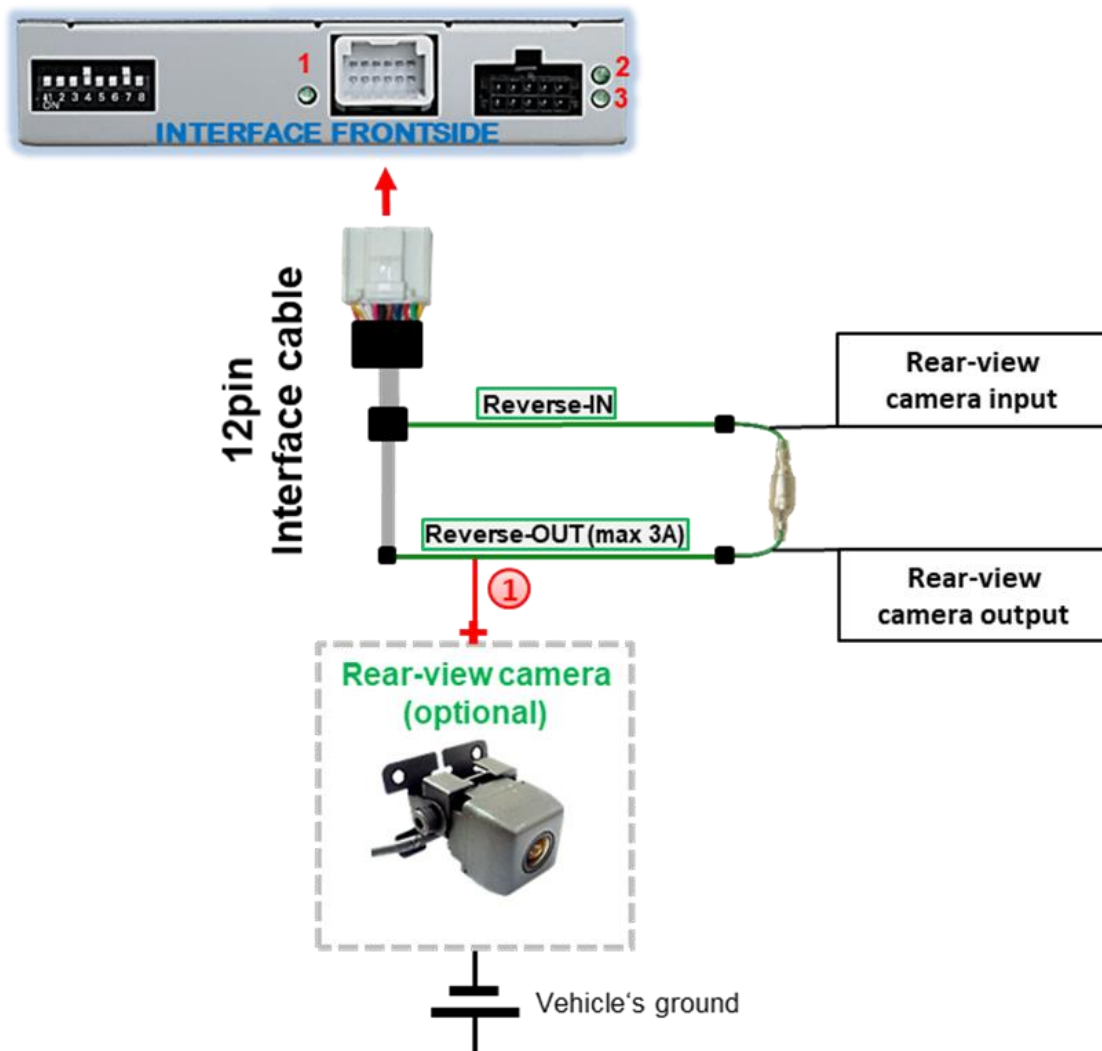 1
2
3
1 2 3 4 5 6 7 8
ON
INTERFACE FRONTSIDE
12pin
Interface cable
Reverse-IN
Rear-view
camera input
Reverse-OUT (max 3A)
Rear-view
camera output
1
+
Rear-view camera
(optional)
Vehicle‘s ground